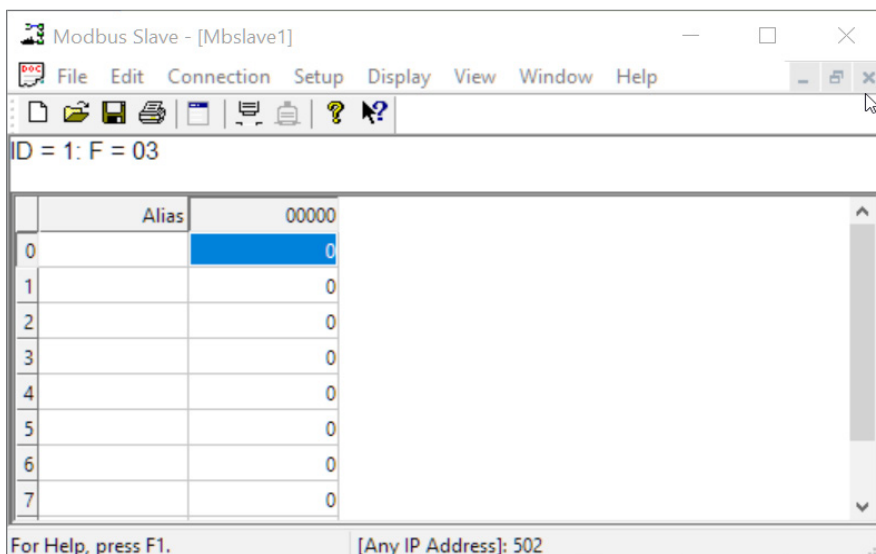 Modbus Slave - [Mbslave1]
DOC File Edit Connection Setup Display View Window Help
ID = 1: F = 03
Alias 00000
0 0
1 0
2 0
3 0
4 0
5 0
6 0
7 0
For Help, press F1. [Any IP Address]: 502